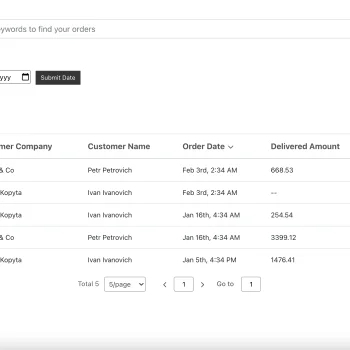 ywords to find your orders
yyy Submit Date
mer Company Customer Name Order Date Delivered Amount
& Co Petr Petrovich Feb 3rd, 2:34 AM 668.53
Kopyta Ivan Ivanovich Feb 3rd, 2:34 AM --
Kopyta Ivan Ivanovich Jan 16th, 4:34 AM 254.54
& Co Petr Petrovich Jan 16th, 4:34 AM 3399.12
Kopyta Ivan Ivanovich Jan 5th, 4:34 PM 1476.41
Total 5 5/page 1 Go to 1